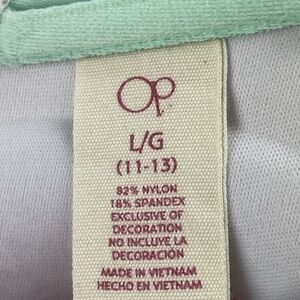 Op
L/G
(11-13)
82% NYLON
18% SPANDEX
EXCLUSIVE OF
DECORATION
NO INCLUYE LA
DECORACIÓN
MADE IN VIETNAM
HECHO EN VIETNAM